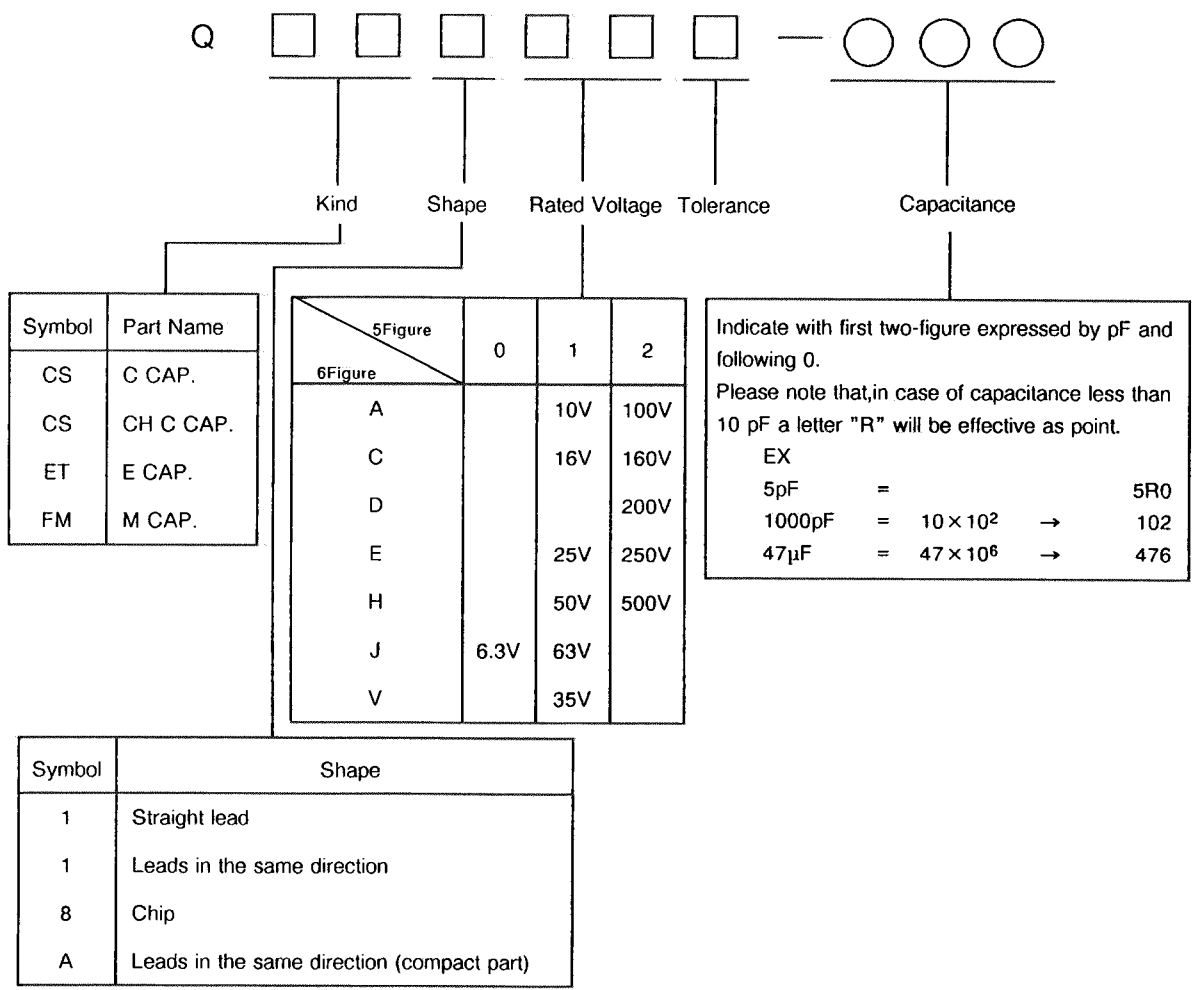 Q —
Kind Shape Rated Voltage Tolerance Capacitance
Symbol Part Name
CS C CAP.
CS CH C CAP.
ET E CAP.
FM M CAP.
5Figure 0 1 2
6Figure
A 10V 100V
C 16V 160V
D 200V
E 25V 250V
H 50V 500V
J 6.3V 63V
V 35V
Indicate with first two-figure expressed by pF and
following 0.
Please note that,in case of capacitance less than
10 pF a letter "R" will be effective as point.
EX
5pF = 5R0
1000pF = 10×10² → 102
47µF = 47×10⁶ → 476
Symbol Shape
1 Straight lead
1 Leads in the same direction
8 Chip
A Leads in the same direction (compact part)